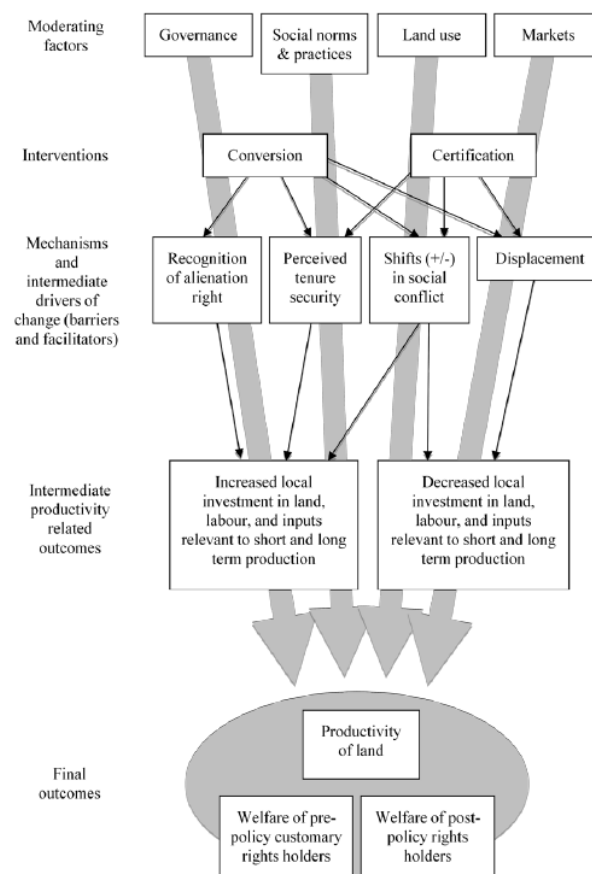 Moderating
factors
Governance
Social norms
& practices
Land use
Markets
Interventions
Conversion
Certification
Mechanisms
and
intermediate
drivers of
change (barriers
and facilitators)
Recognition
of alienation
right
Perceived
tenure
security
Shifts (+/-)
in social
conflict
Displacement
Intermediate
productivity
related
outcomes
Increased local
investment in land,
labour, and inputs
relevant to short and long
term production
Decreased local
investment in land,
labour, and inputs
relevant to short and long
term production
Final
outcomes
Productivity
of land
Welfare of pre-
policy customary
rights holders
Welfare of post-
policy rights
holders